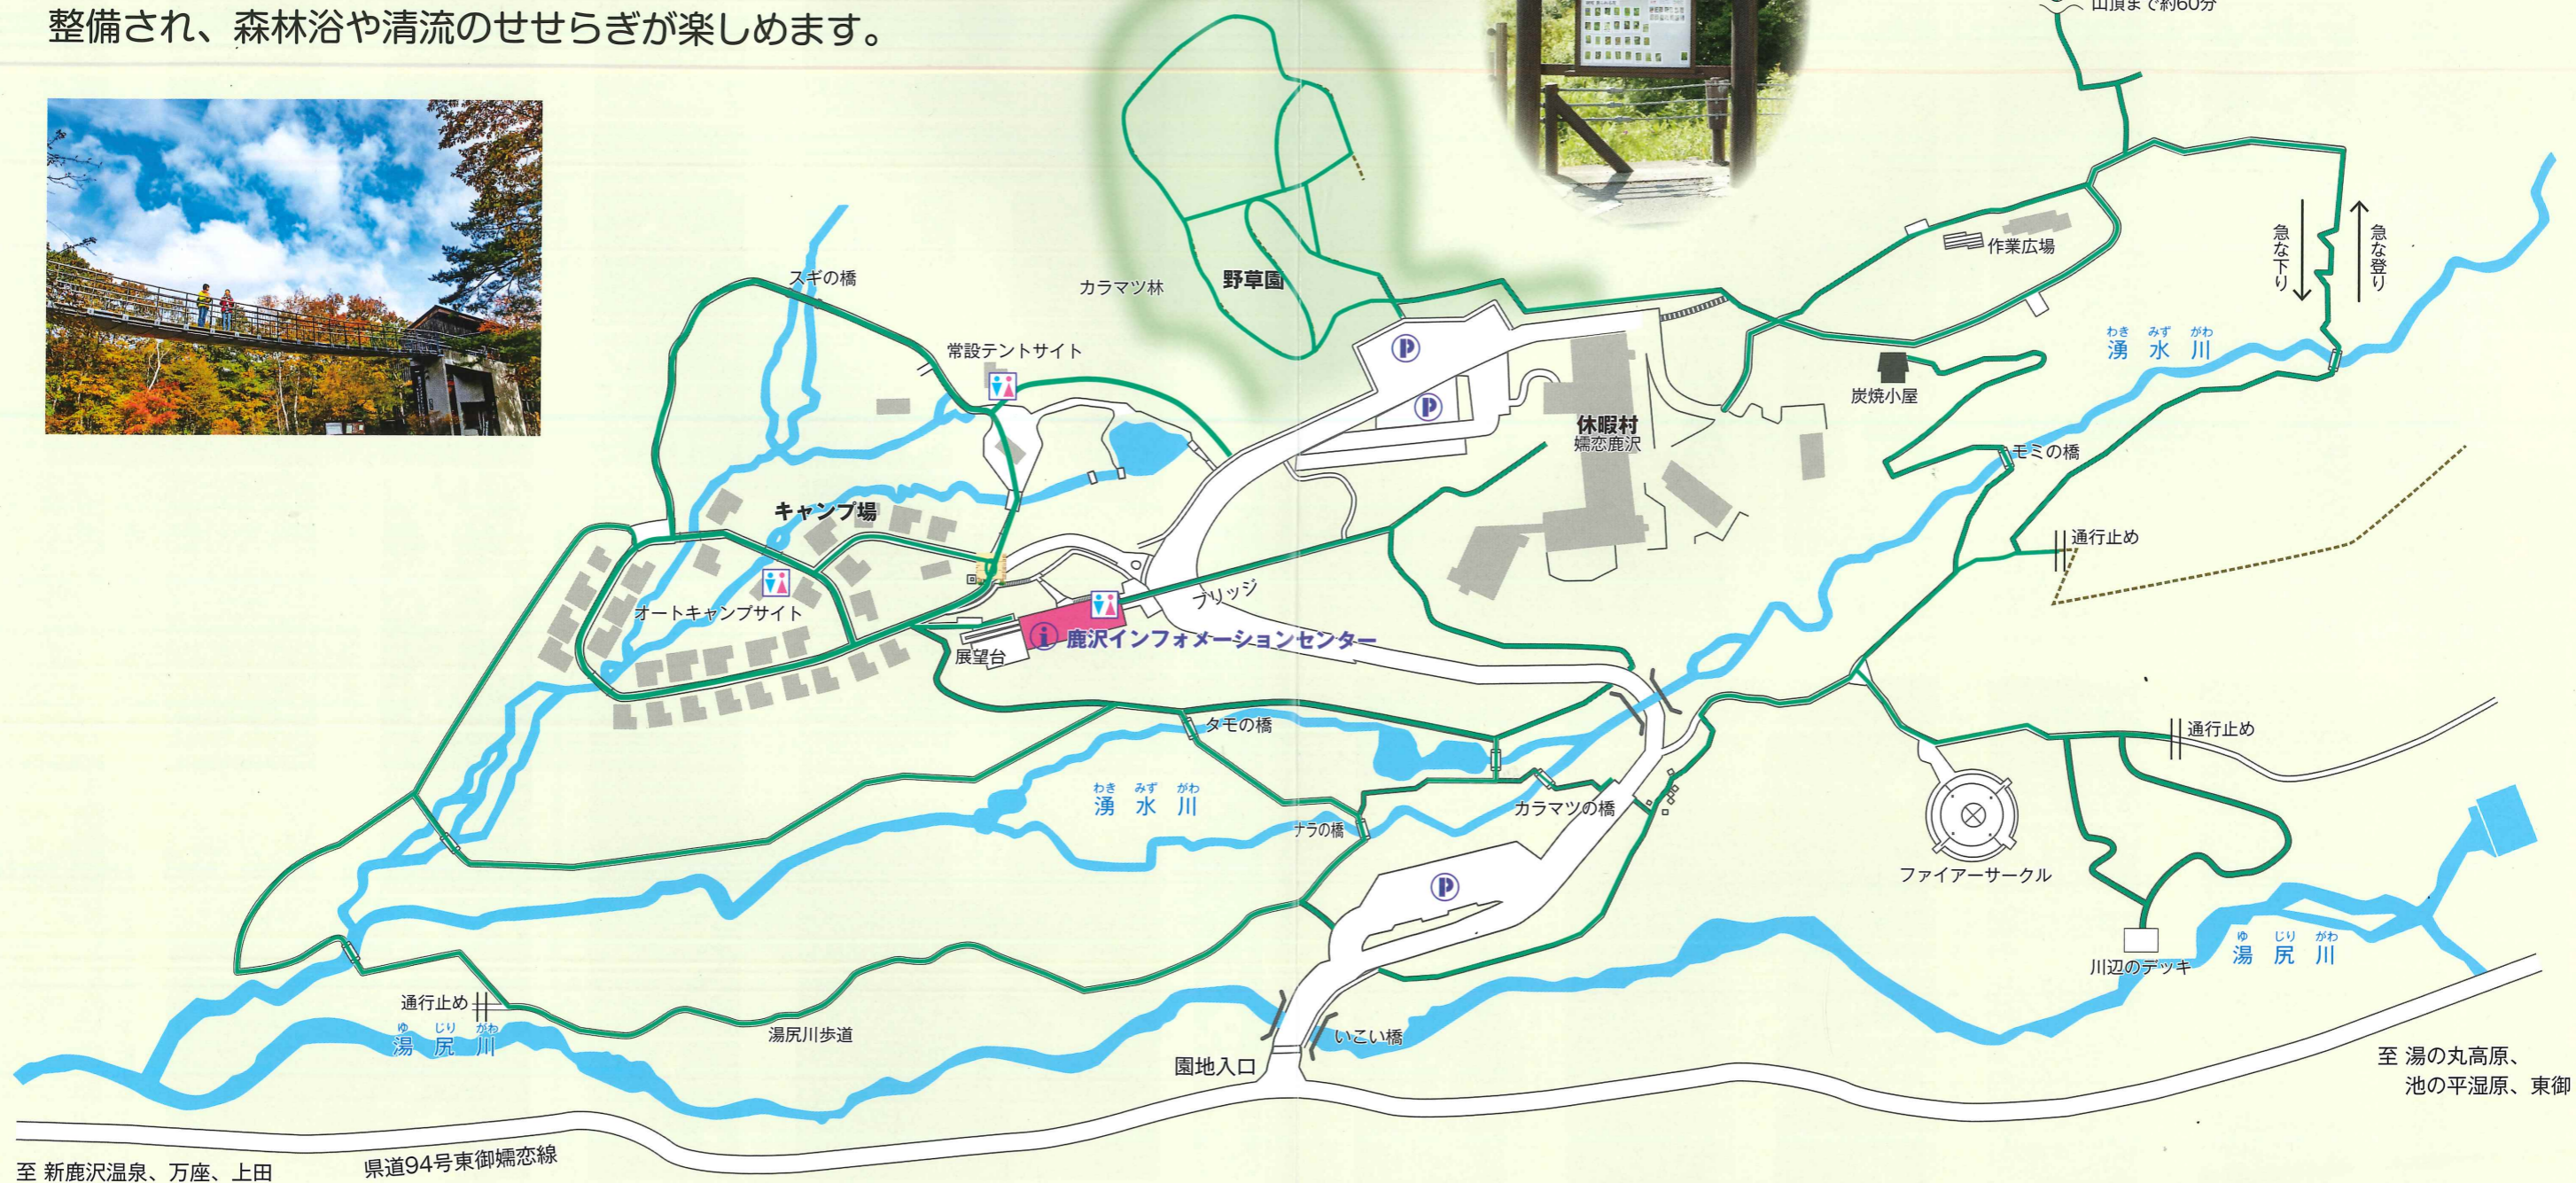 整備され、森林浴や清流のせせらぎが楽しめます。
山頂まで約60分
スギの橋
カラマツ林
野草園
作業広場
急な下り
急な登り
常設テントサイト
P
P
わき みず がわ
湧水川
炭焼小屋
休暇村
嬬恋鹿沢
モミの橋
キャンプ場
通行止め
オートキャンプサイト
ブリッジ
i 鹿沢インフォメーションセンター
展望台
タモの橋
通行止め
わき みず がわ
湧水川
カラマツの橋
ナラの橋
ファイアーサークル
P
ゆ じり がわ
湯尻川
川辺のデッキ
通行止め
ゆ じり がわ
湯尻川
湯尻川歩道
いこい橋
園地入口
至 湯の丸高原、
池の平湿原、東御
県道94号東御嬬恋線
至 新鹿沢温泉、万座、上田